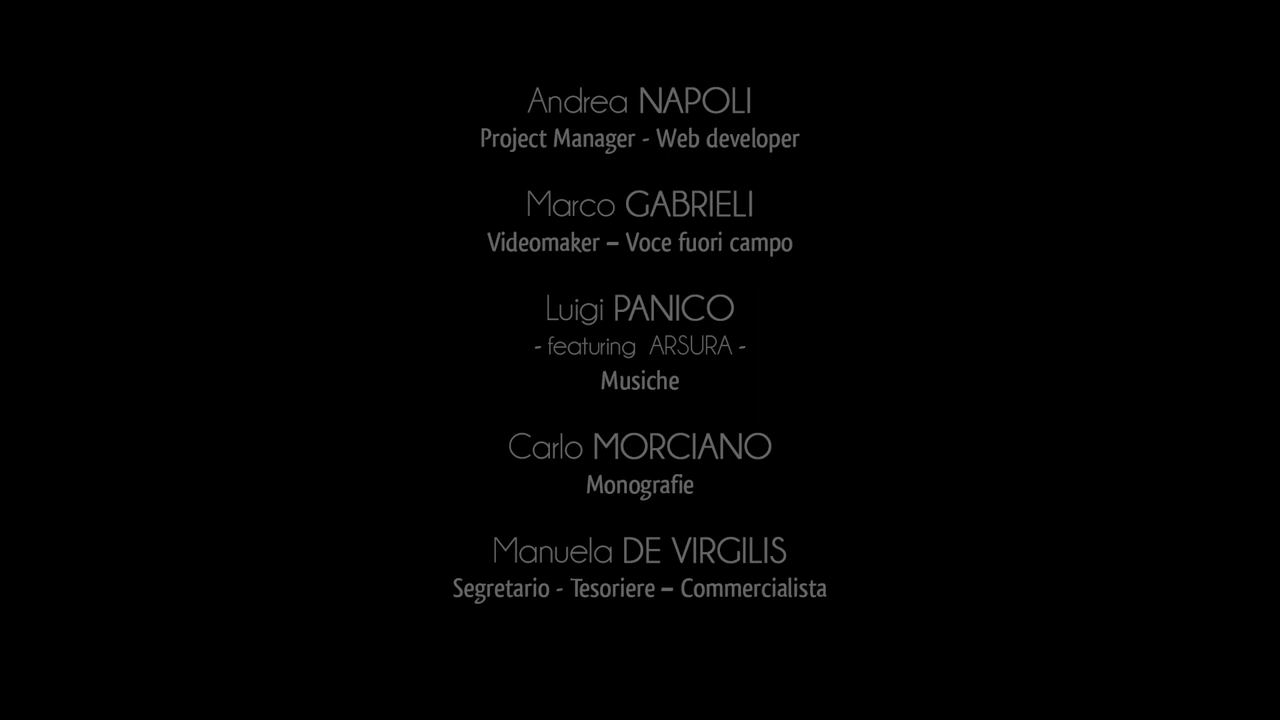 Andrea NAPOLI
Project Manager - Web developer
Marco GABRIELI
Videomaker – Voce fuori campo
Luigi PANICO
- featuring ARSURA -
Musiche
Carlo MORCIANO
Monografie
Manuela DE VIRGILIS
Segretario - Tesoriere – Commercialista